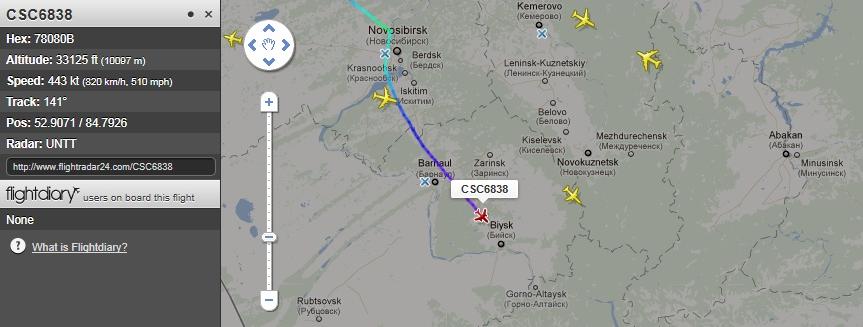 CSC6838
Hex: 78080B
Altitude: 33125 ft (10097 m)
Speed: 443 kt (820 km/h, 510 mph)
Track: 141°
Pos: 52.9071 / 84.7926
Radar: UNTT
http://www.flightradar24.com/CSC6838
flightdiary users on board this flight
None
? What is Flightdiary?
Kemerovo
(Кемерово)
Novosibirsk
(Новосибирск)
Berdsk
(Бердск)
Krasnoobsk
(Краснообск)
Iskitim
(Искитим)
Leninsk-Kuznetskiy
(Ленинск-Кузнецкий)
Belovo
(Белово)
Kiselevsk
(Киселёвск)
Mezhdurechensk
(Междуреченск)
Novokuznetsk
(Новокузнецк)
Abakan
(Абакан)
Minusinsk
(Минусинск)
Barnaul
(Барнаул)
Zarinsk
(Заринск)
CSC6838
Biysk
(Бийск)
Gorno-Altaysk
(Горно-Алтайск)
Rubtsovsk
(Рубцовск)